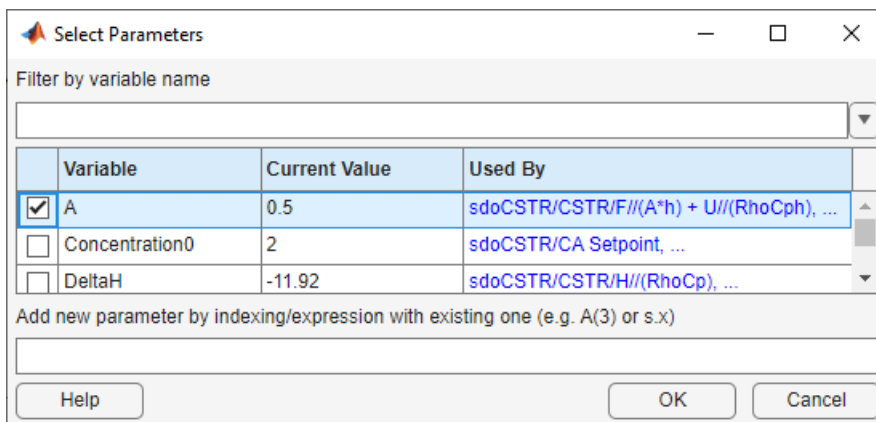 Select Parameters
Filter by variable name
Variable Current Value Used By
A 0.5 sdoCSTR/CSTR/F//(A*h) + U//(RhoCph), ...
Concentration0 2 sdoCSTR/CA Setpoint, ...
DeltaH -11.92 sdoCSTR/CSTR/H//(RhoCp), ...
Add new parameter by indexing/expression with existing one (e.g. A(3) or s.x)
Help OK Cancel